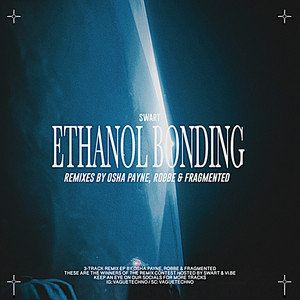 SWART
ETHANOL BONDING
REMIXES BY OSHA PAYNE, ROBBE & FRAGMENTED
3-TRACK REMIX EP BY OSHA PAYNE, ROBBE & FRAGMENTED
THESE ARE THE WINNERS OF THE REMIX CONTEST HOSTED BY SWART & VLBE
KEEP AN EYE ON OUR SOCIALS FOR MORE TRACKS
IG: VAGUETECHNO / SC: VAGUETECHNO